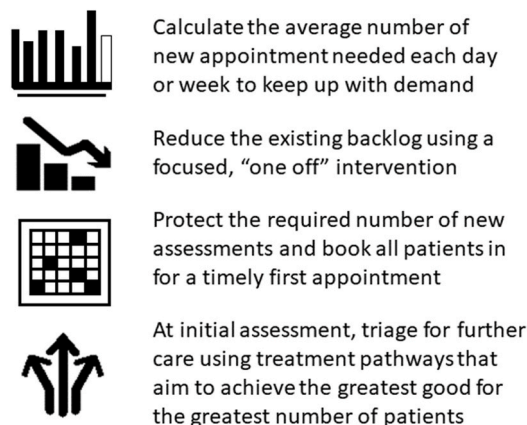 Calculate the average number of
new appointment needed each day
or week to keep up with demand
Reduce the existing backlog using a
focused, “one off” intervention
Protect the required number of new
assessments and book all patients in
for a timely first appointment
At initial assessment, triage for further
care using treatment pathways that
aim to achieve the greatest good for
the greatest number of patients